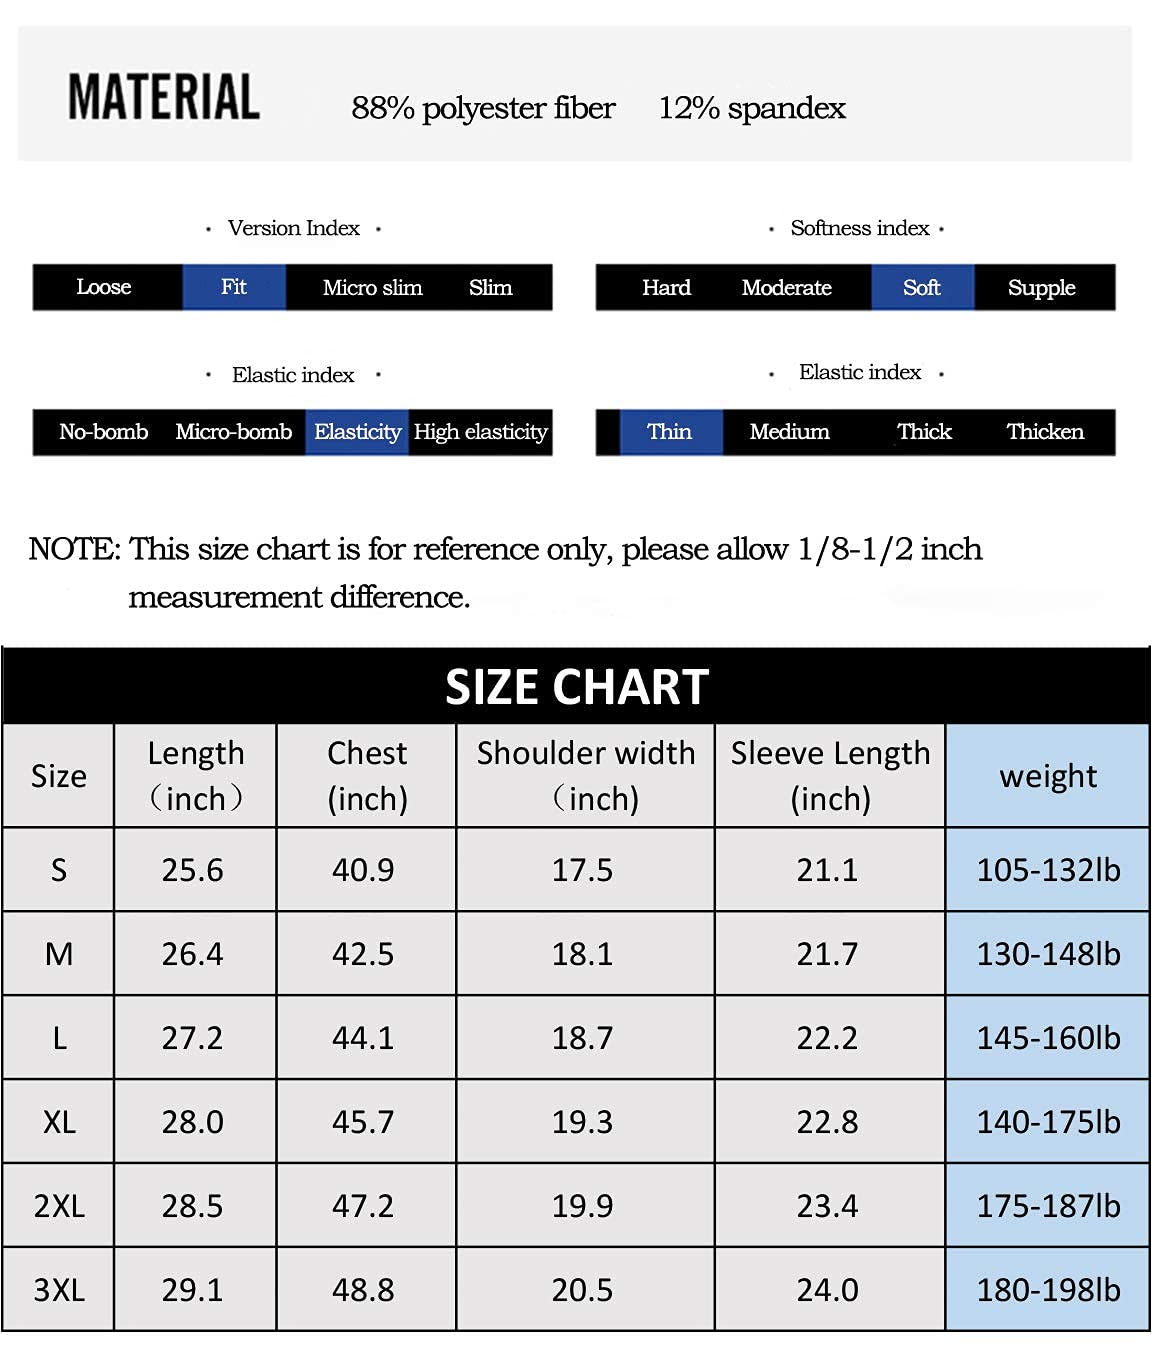 MATERIAL 88% polyester fiber 12% spandex
· Version Index ·
Loose Fit Micro slim Slim
· Softness index ·
Hard Moderate Soft Supple
· Elastic index ·
No-bomb Micro-bomb Elasticity High elasticity
· Elastic index ·
Thin Medium Thick Thicken
NOTE: This size chart is for reference only, please allow 1/8-1/2 inch
measurement difference.
SIZE CHART
Size Length （inch） Chest (inch) Shoulder width （inch) Sleeve Length (inch) weight
S 25.6 40.9 17.5 21.1 105-132lb
M 26.4 42.5 18.1 21.7 130-148lb
L 27.2 44.1 18.7 22.2 145-160lb
XL 28.0 45.7 19.3 22.8 140-175lb
2XL 28.5 47.2 19.9 23.4 175-187lb
3XL 29.1 48.8 20.5 24.0 180-198lb